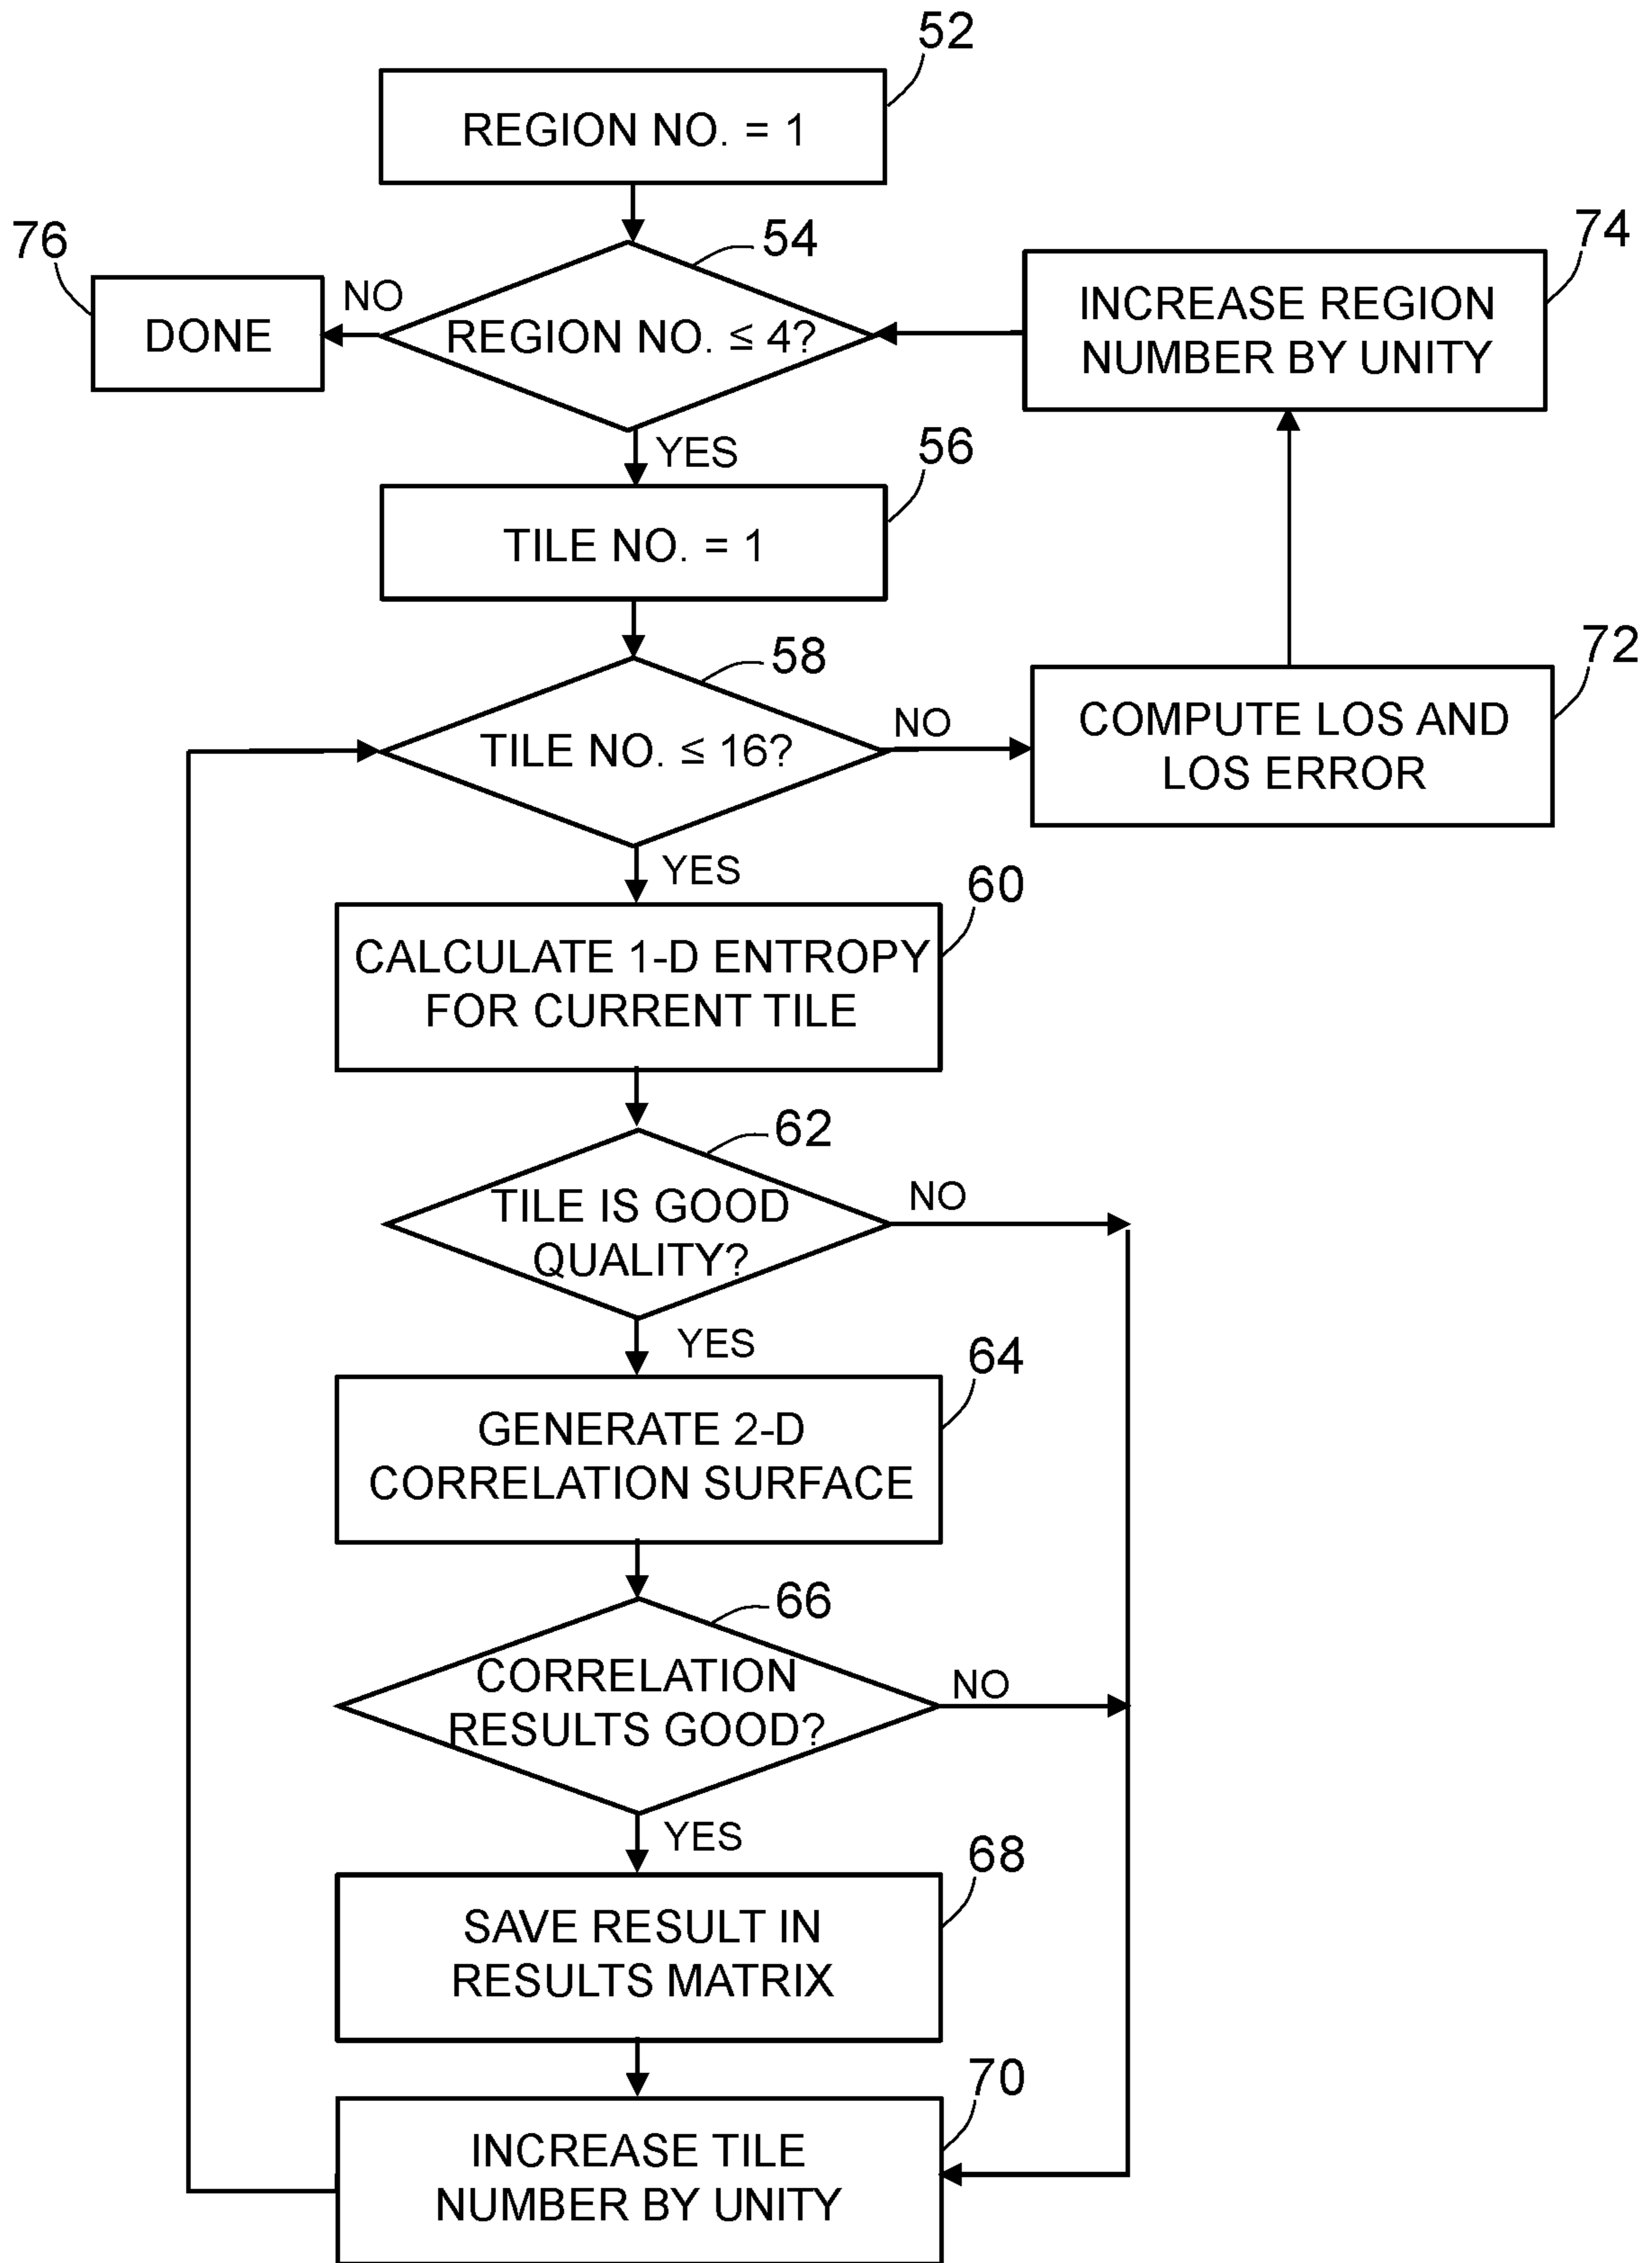 52
REGION NO. = 1
76
54
74
DONE
NO
REGION NO. ≤ 4?
INCREASE REGION
NUMBER BY UNITY
YES
56
TILE NO. = 1
58
72
TILE NO. ≤ 16?
NO
COMPUTE LOS AND
LOS ERROR
YES
60
CALCULATE 1-D ENTROPY
FOR CURRENT TILE
62
TILE IS GOOD
QUALITY?
NO
YES
64
GENERATE 2-D
CORRELATION SURFACE
66
CORRELATION
RESULTS GOOD?
NO
YES
68
SAVE RESULT IN
RESULTS MATRIX
70
INCREASE TILE
NUMBER BY UNITY